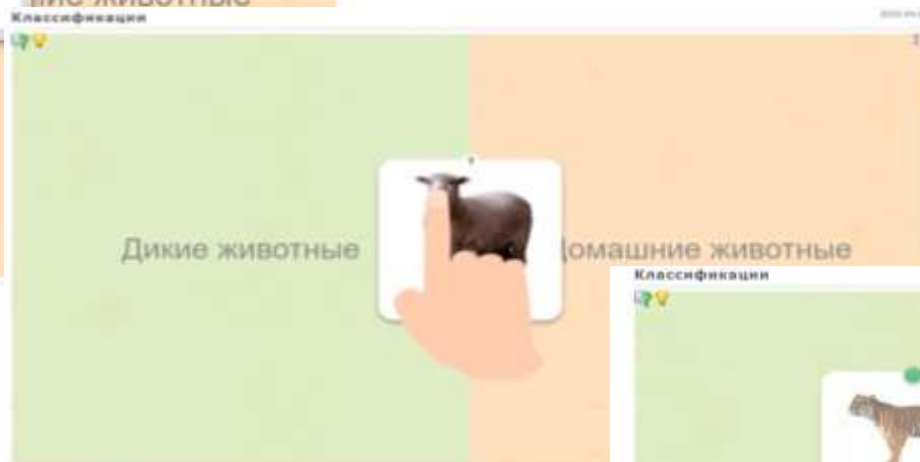 Классификации
Дикие животные
омашние животные
Классификации